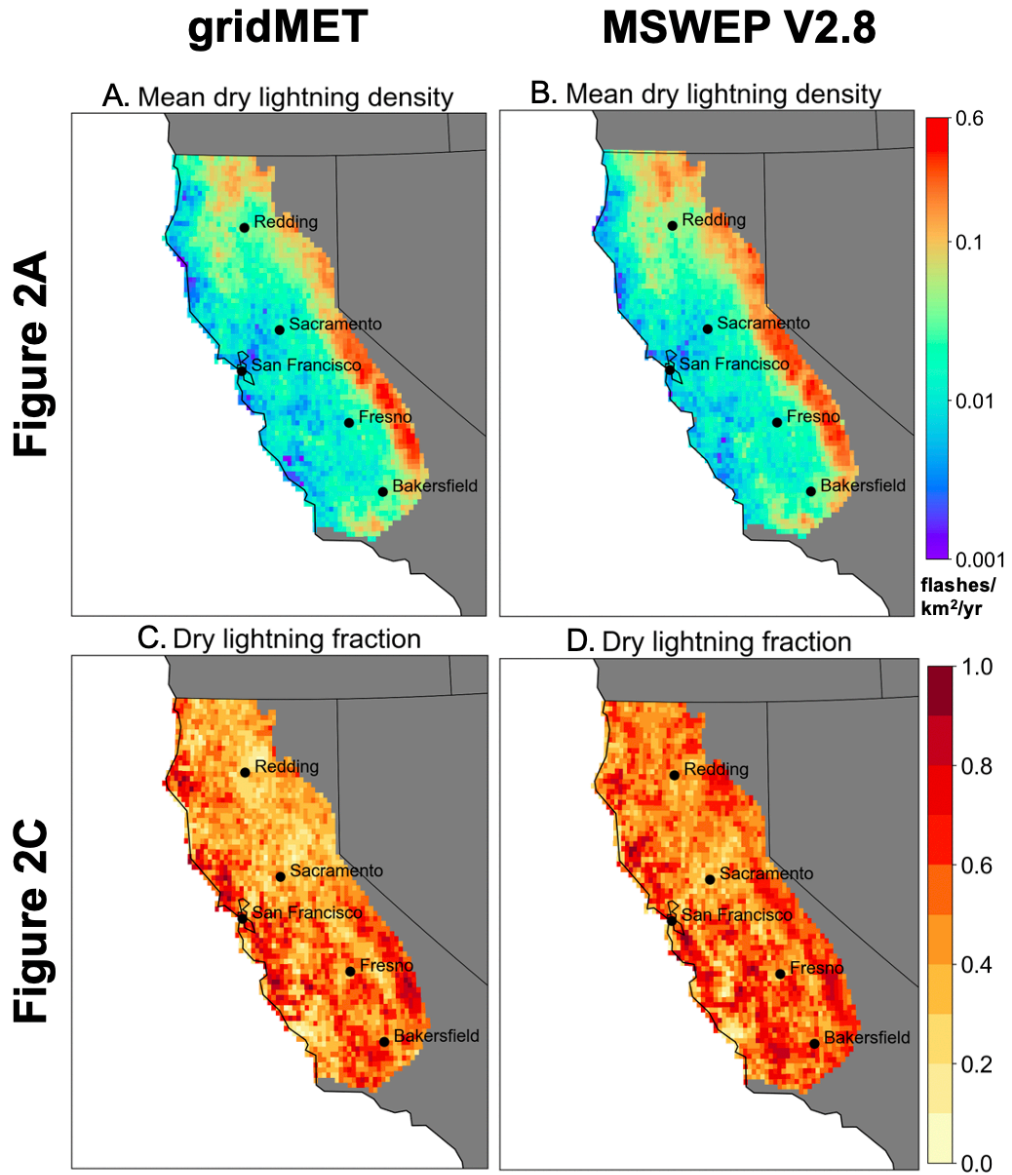 gridMET
MSWEP V2.8
Figure 2A
A. Mean dry lightning density
Redding
Sacramento
San Francisco
Fresno
Bakersfield
B. Mean dry lightning density
Redding
Sacramento
San Francisco
Fresno
Bakersfield
0.6
0.1
0.01
0.001
flashes/
km²/yr
Figure 2C
C. Dry lightning fraction
Redding
Sacramento
San Francisco
Fresno
Bakersfield
D. Dry lightning fraction
Redding
Sacramento
San Francisco
Fresno
Bakersfield
1.0
0.8
0.6
0.4
0.2
0.0